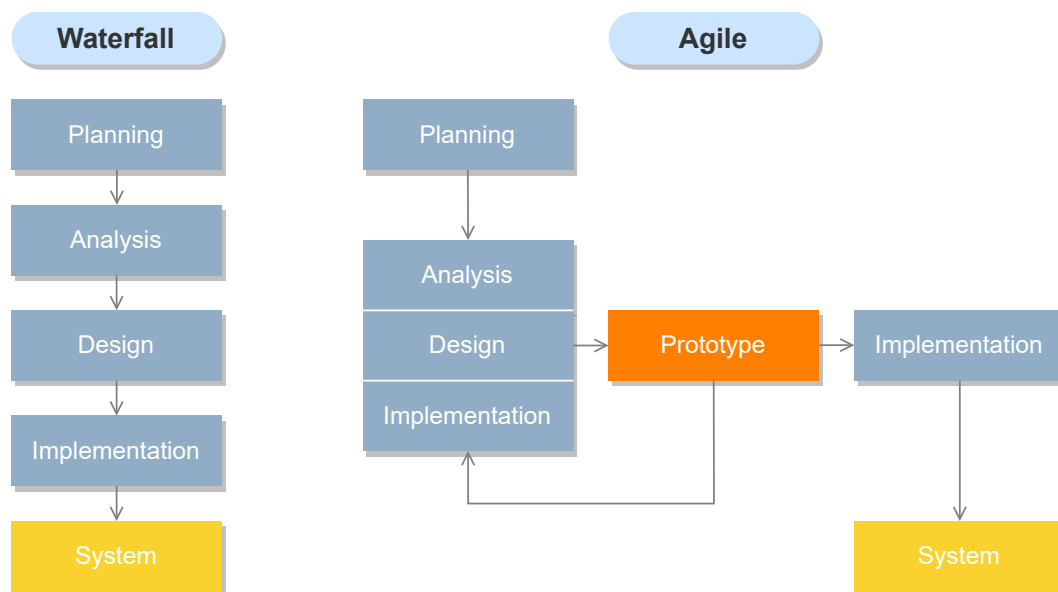 Waterfall
Planning
Analysis
Design
Implementation
System
Agile
Planning
Analysis
Design
Implementation
Prototype
Implementation
System